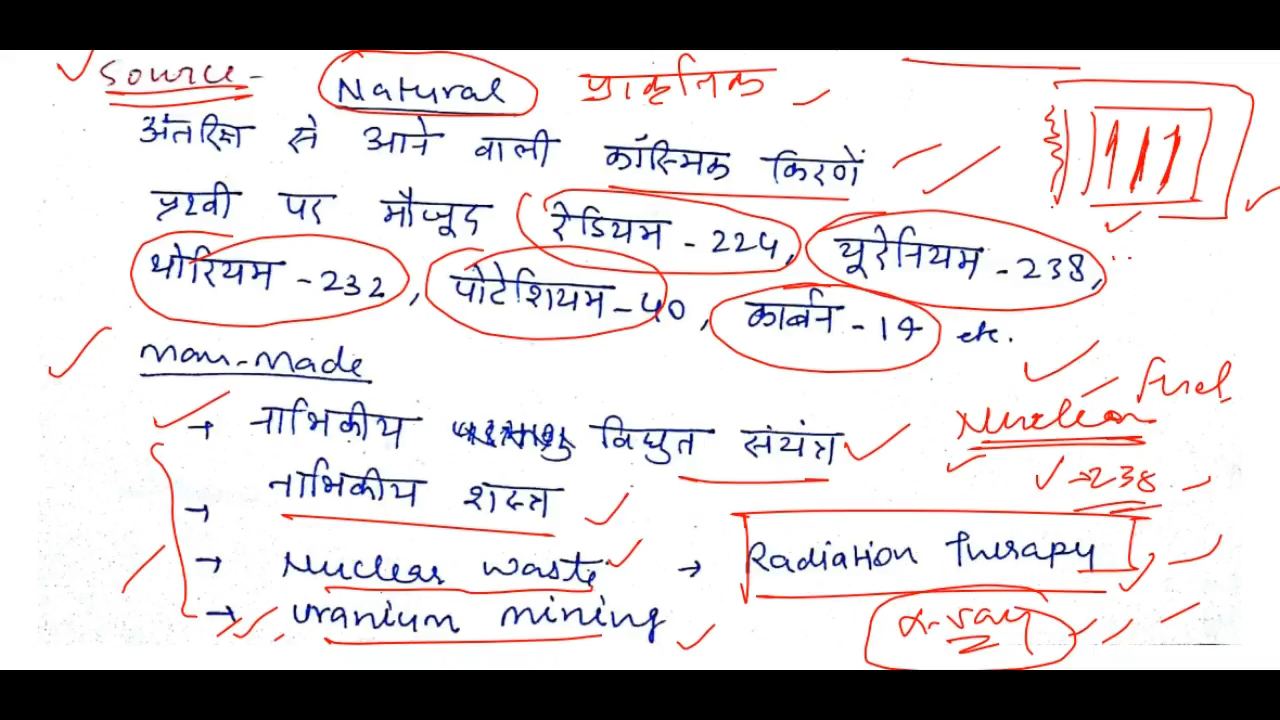 Source - Natural प्राकृतिक
अंतरिक्ष से आने वाली कॉस्मिक किरणें
प्रथ्वी पर मौजूद रेडियम - 224, यूरेनियम - 238,
थोरियम - 232, पोटेशियम - 40, कार्बन - 14 etc.
Man-Made
→ नाभिकीय विधुत संयंत्र
Nuclear fuel
→ 238
→ नाभिकीय शस्त्र
→ Nuclear waste → Radiation Therapy
→ Uranium mining
X-ray